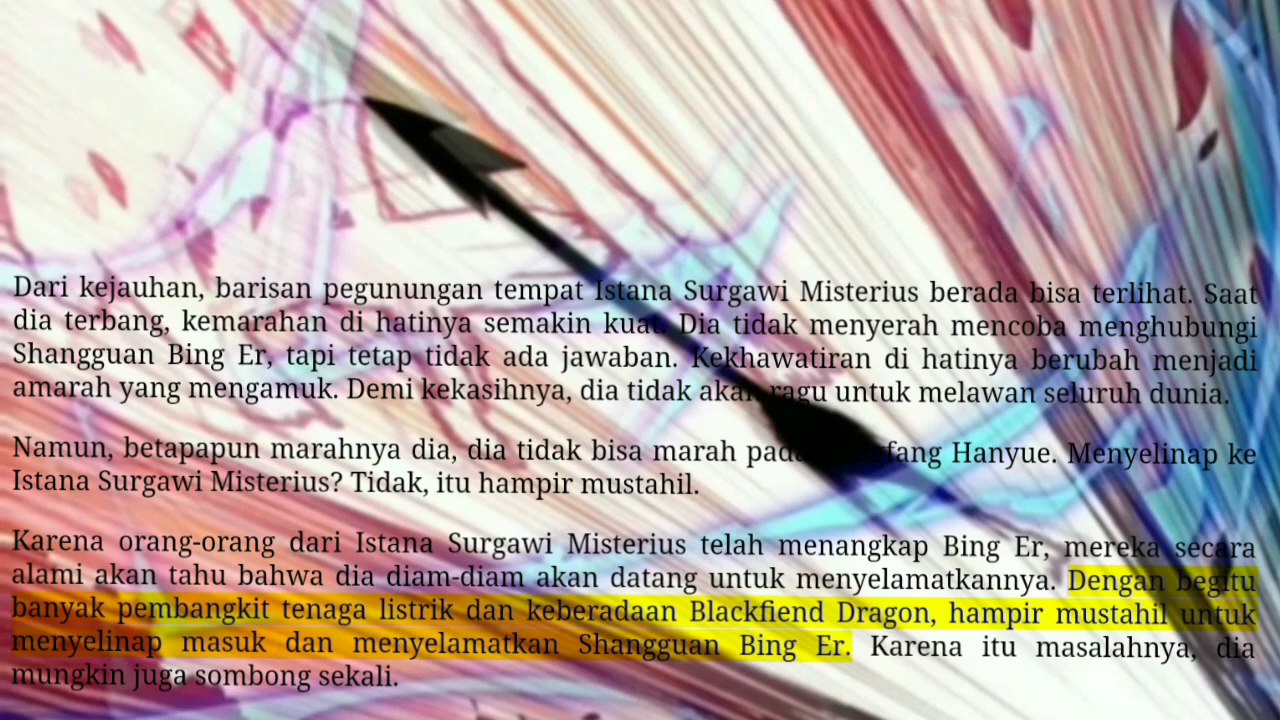 Dari kejauhan, barisan pegunungan tempat Istana Surgawi Misterius berada bisa terlihat. Saat
dia terbang, kemarahan di hatinya semakin kuat. Dia tidak menyerah mencoba menghubungi
Shangguan Bing Er, tapi tetap tidak ada jawaban. Kekhawatiran di hatinya berubah menjadi
amarah yang mengamuk. Demi kekasihnya, dia tidak akan ragu untuk melawan seluruh dunia.
Namun, betapapun marahnya dia, dia tidak bisa marah pada Hanyue. Menyelinap ke
Istana Surgawi Misterius? Tidak, itu hampir mustahil.
Karena orang-orang dari Istana Surgawi Misterius telah menangkap Bing Er, mereka secara
alami akan tahu bahwa dia diam-diam akan datang untuk menyelamatkannya. Dengan begitu
banyak pembangkit tenaga listrik dan keberadaan Blackfiend Dragon, hampir mustahil untuk
menyelinap masuk dan menyelamatkan Shangguan Bing Er. Karena itu masalahnya, dia
mungkin juga sombong sekali.